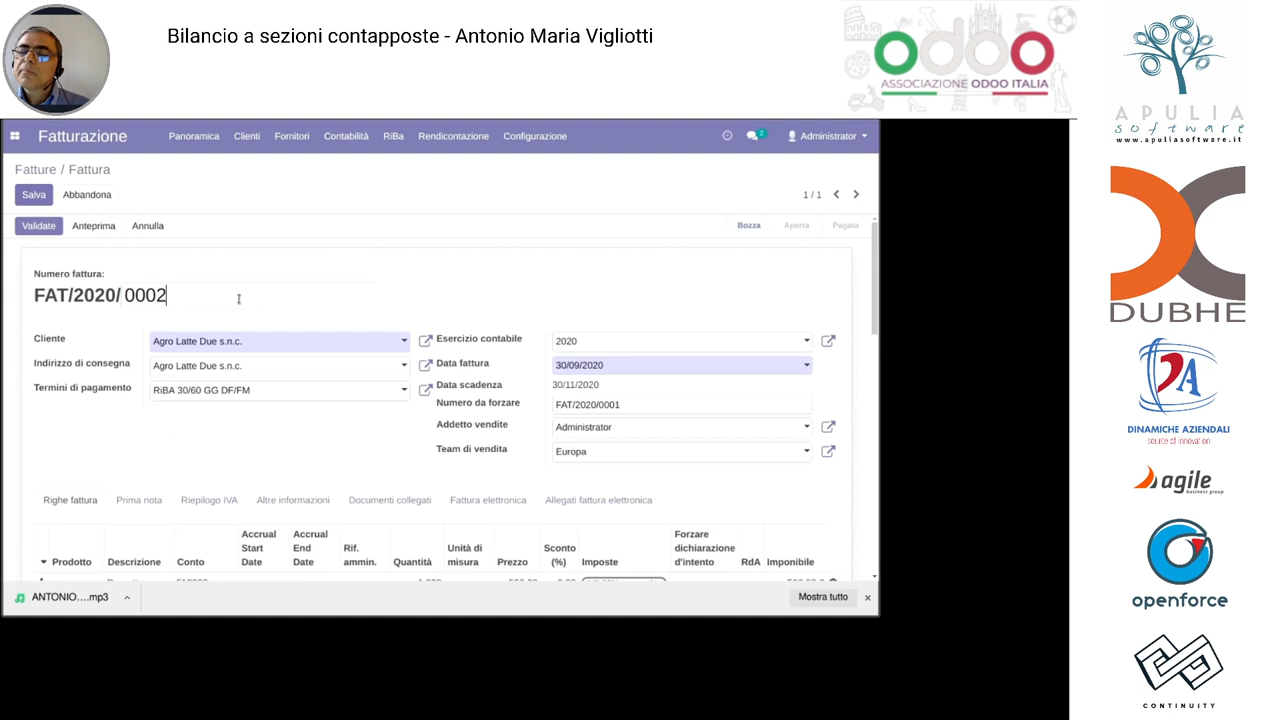 Bilancio a sezioni contapposte - Antonio Maria Vigliotti
odoo
ASSOCIAZIONE ODOO ITALIA
APULIA
software
www.apuliasoftware.it
Fatturazione Panoramica Clienti Fornitori Contabilità RiBa Rendicontazione Configurazione 2 Administrator
Fatture / Fattura
Salva Abbandona 1 / 1
Validate Anteprima Annulla Bozza Aperta Pagata
Numero fattura:
FAT/2020/ 0002
Cliente Agro Latte Due s.n.c. Esercizio contabile 2020
Indirizzo di consegna Agro Latte Due s.n.c. Data fattura 30/09/2020
Termini di pagamento RiBA 30/60 GG DF/FM Data scadenza 30/11/2020
Numero da forzare FAT/2020/0001
Addetto vendite Administrator
Team di vendita Europa
Righe fattura Prima nota Riepilogo IVA Altre informazioni Documenti collegati Fattura elettronica Allegati fattura elettronica
Prodotto Descrizione Conto Accrual Start Date Accrual End Date Rif. ammin. Quantità Unità di misura Prezzo Sconto (%) Imposte Forzare dichiarazione d'intento RdA Imponibile
ANTONIO....mp3 Mostra tutto
DUBHE
DINAMICHE AZIENDALI
source of innovation
agile
business group
openforce
CONTINUITY